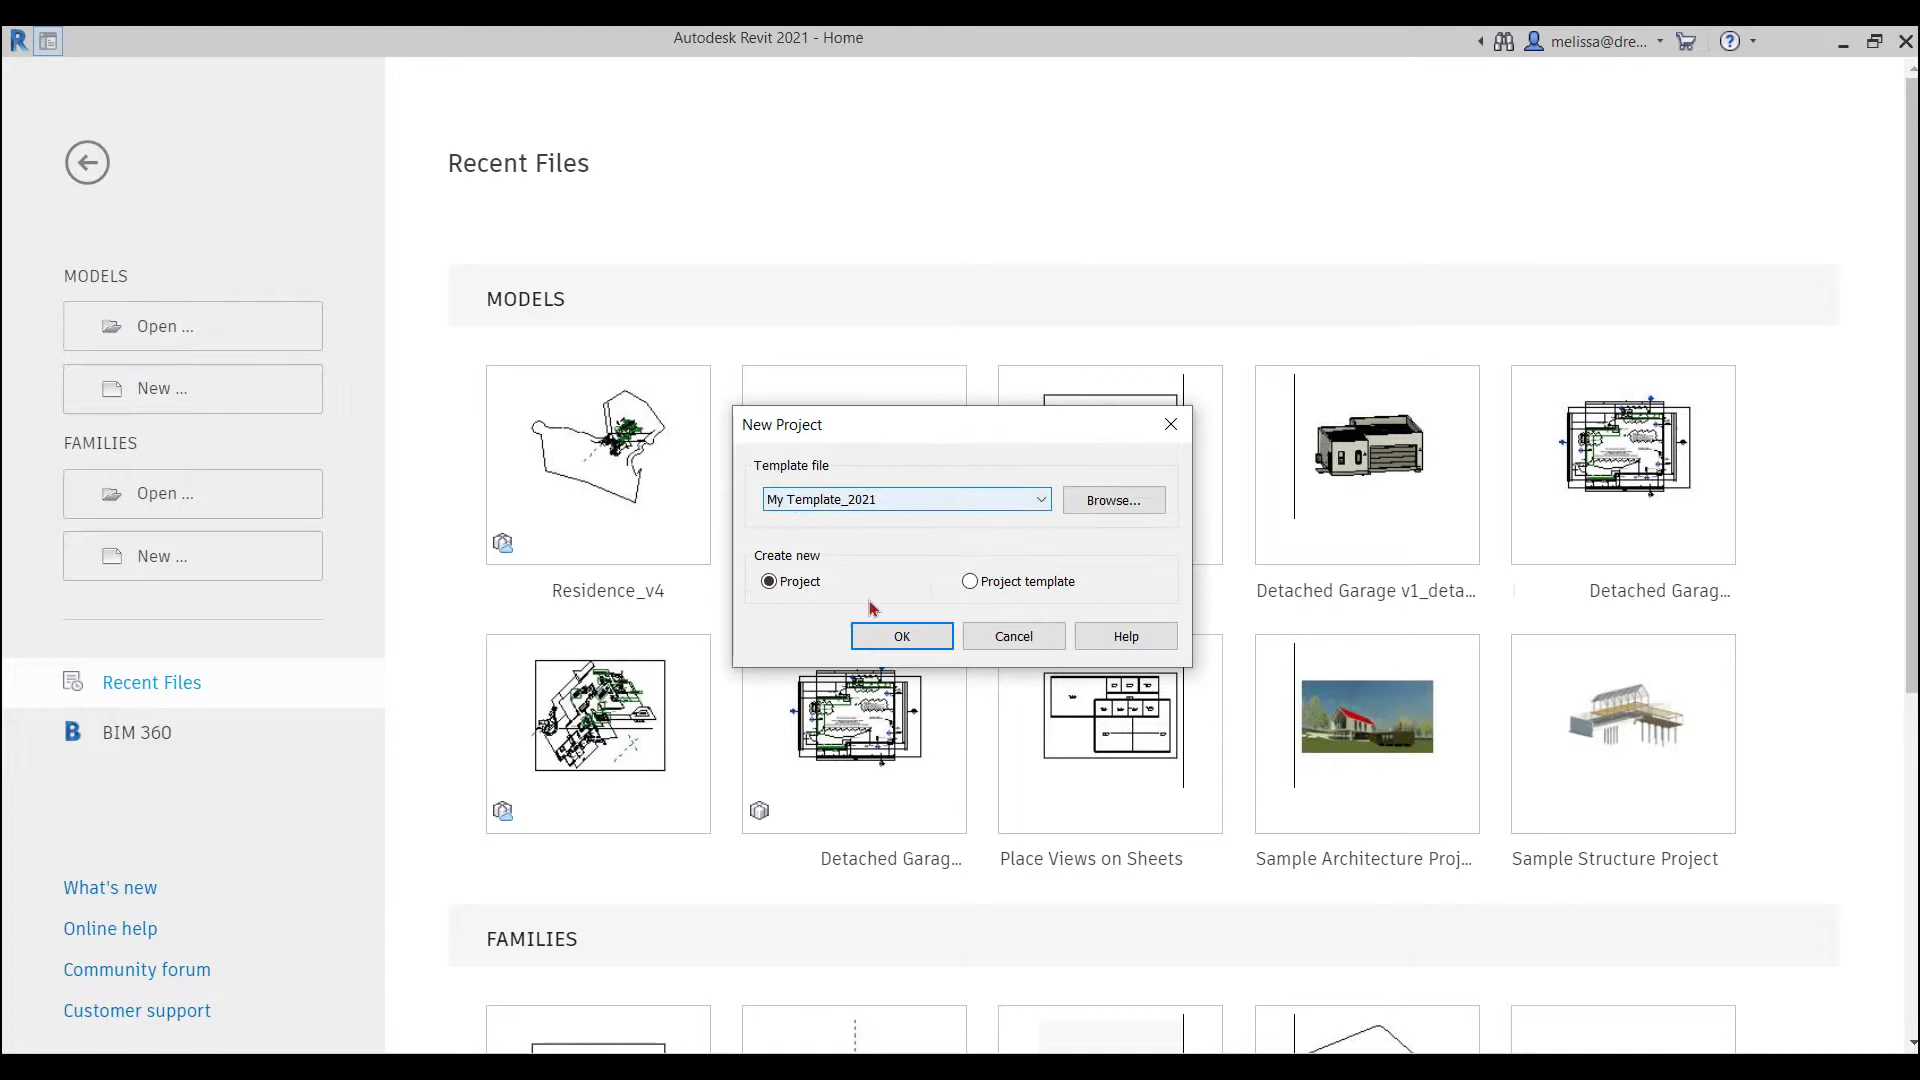 Autodesk Revit 2021 - Home
melissa@dre...
Recent Files
MODELS
Open ...
New ...
FAMILIES
Open ...
New ...
Recent Files
BIM 360
What's new
Online help
Community forum
Customer support
MODELS
Residence_v4
Detached Garage v1_deta...
Detached Garag...
New Project
Template file
My Template_2021
Browse...
Create new
Project
Project template
OK
Cancel
Help
Detached Garag...
Place Views on Sheets
Sample Architecture Proj...
Sample Structure Project
FAMILIES